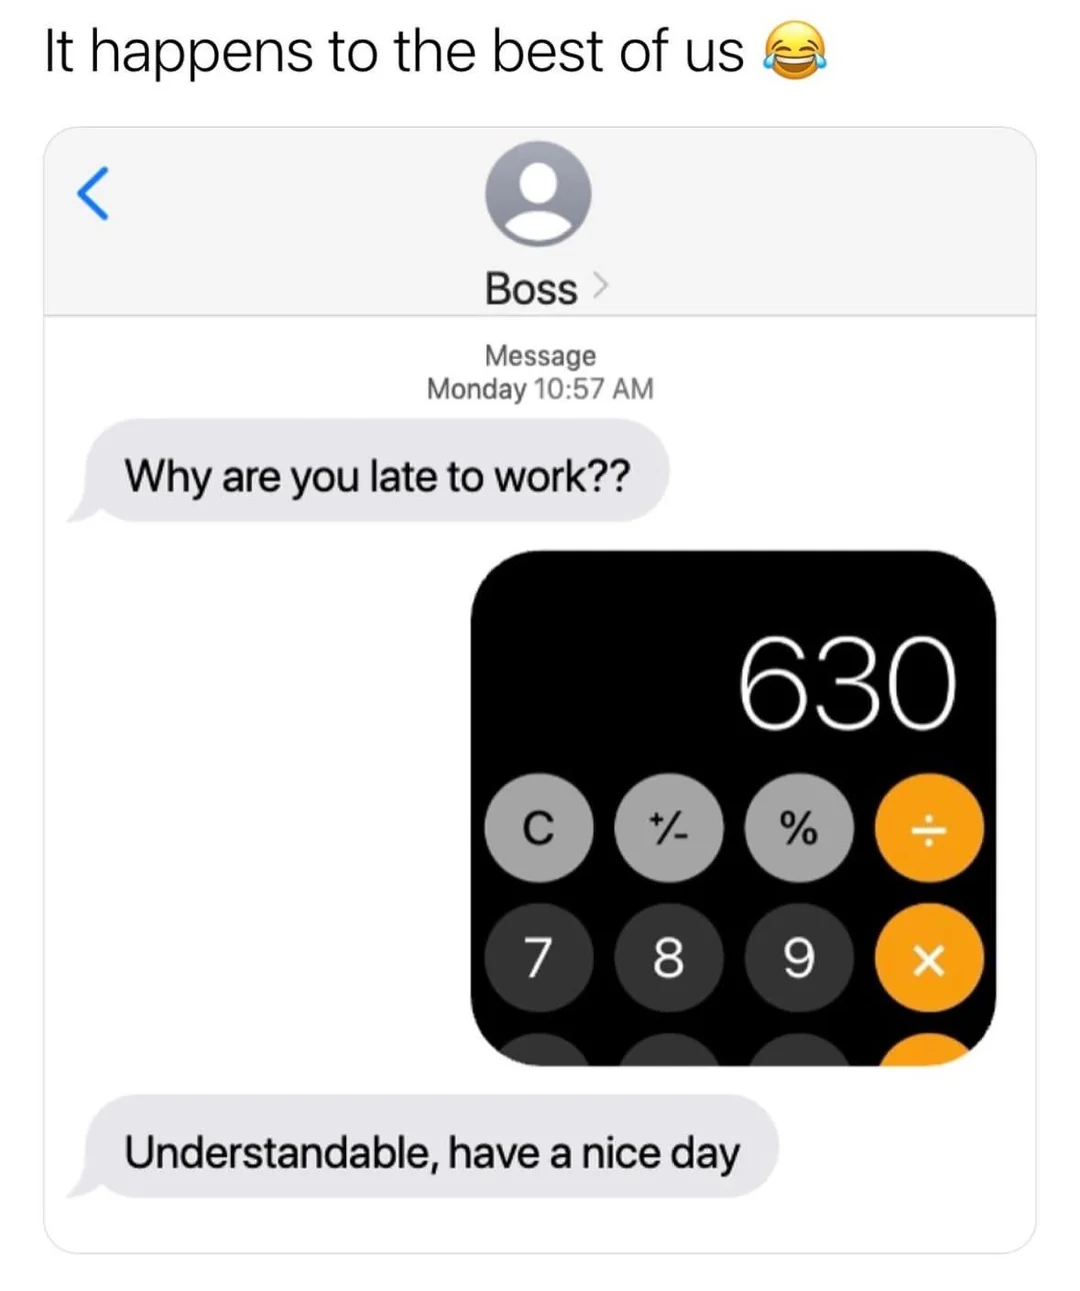 It happens to the best of us 😂
Boss
Message
Monday 10:57 AM
Why are you late to work??
630
C +/- % ÷
7 8 9 ×
Understandable, have a nice day